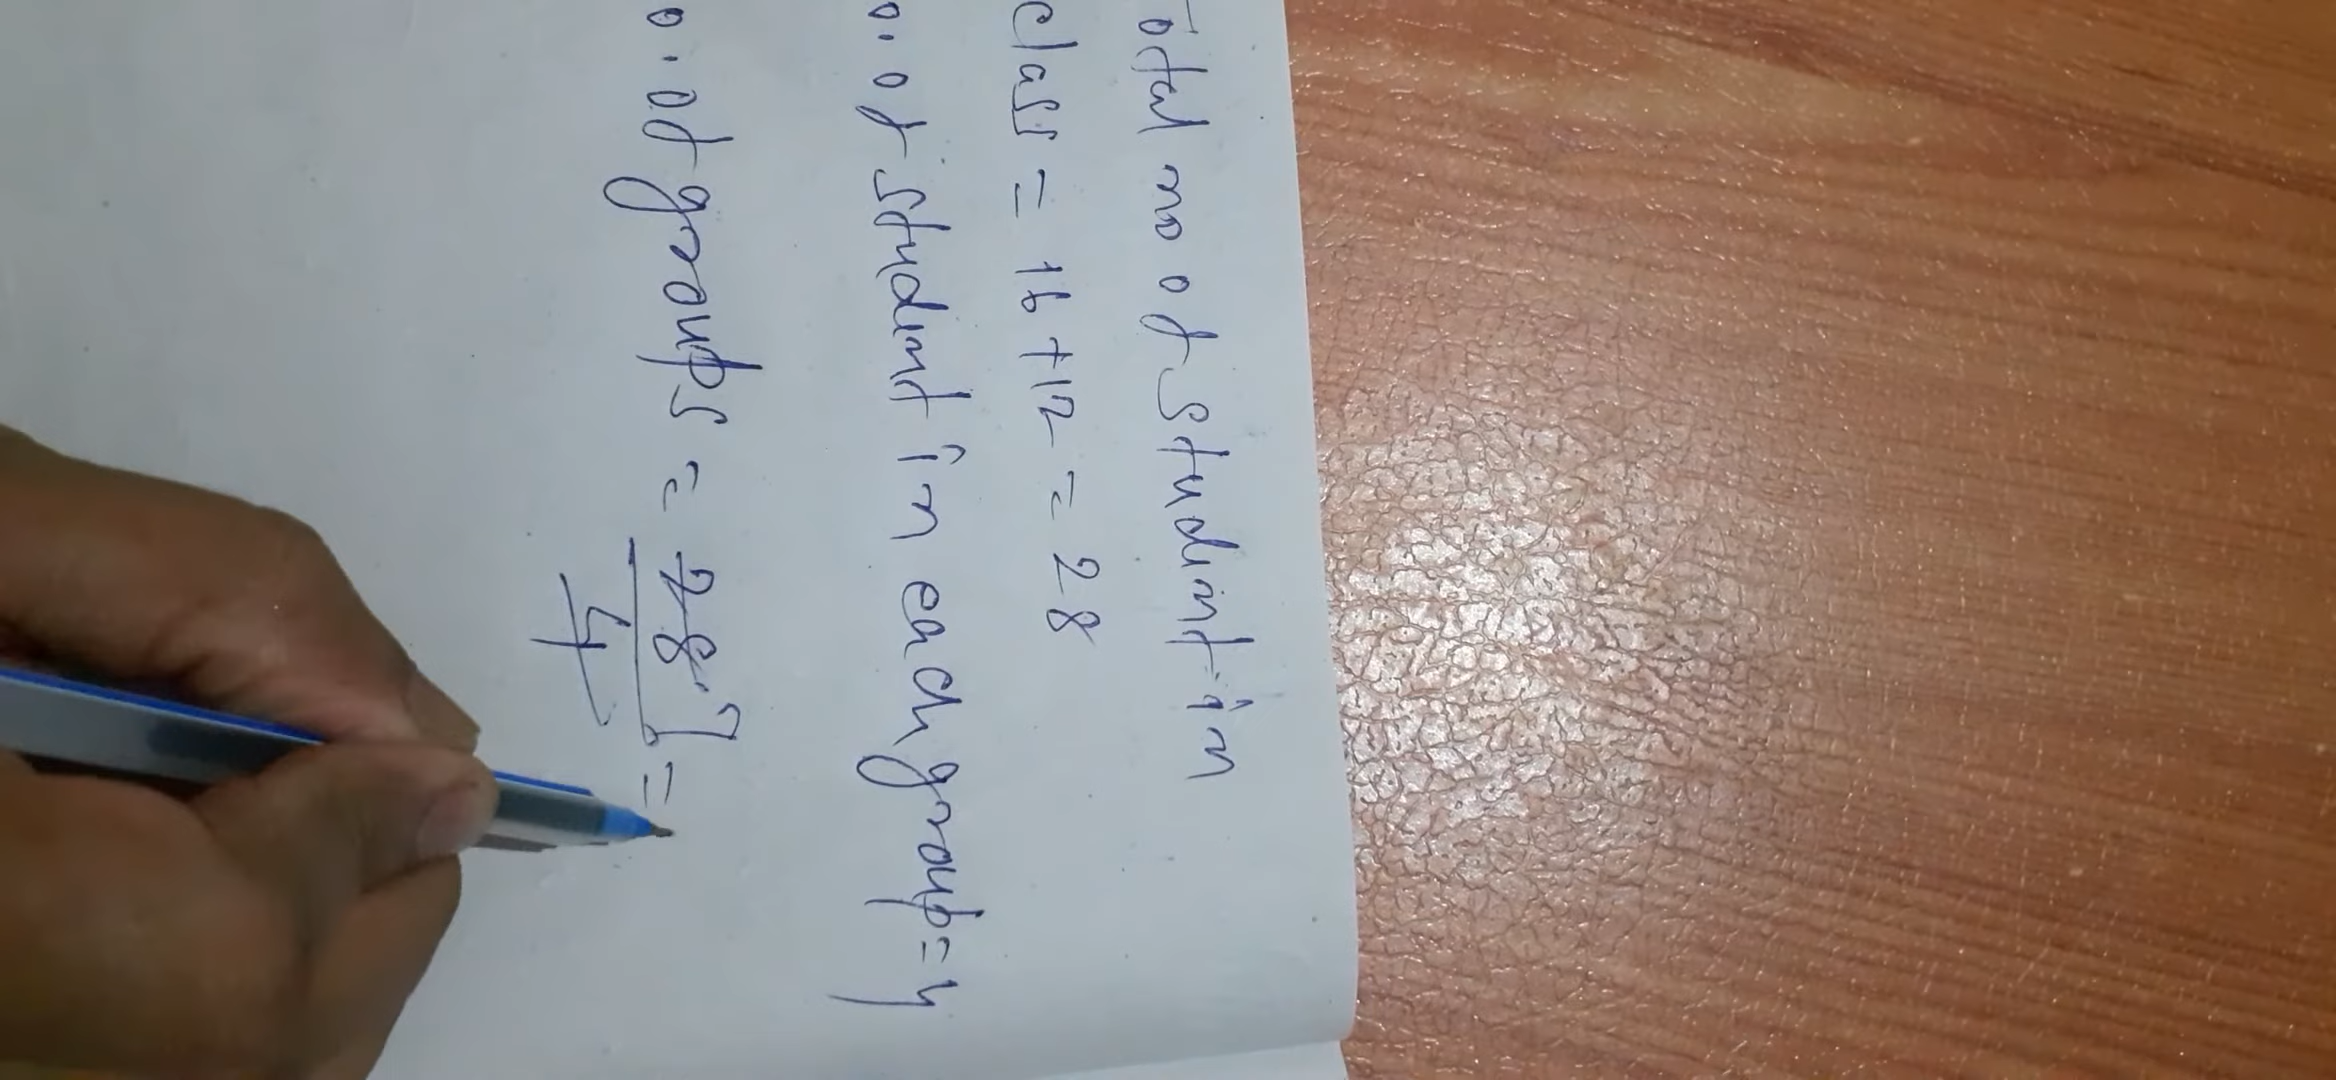 otal no of student in
class = 16 + 12 = 28
o. of student in each group = 4
o. of groups = 28/4 7 =